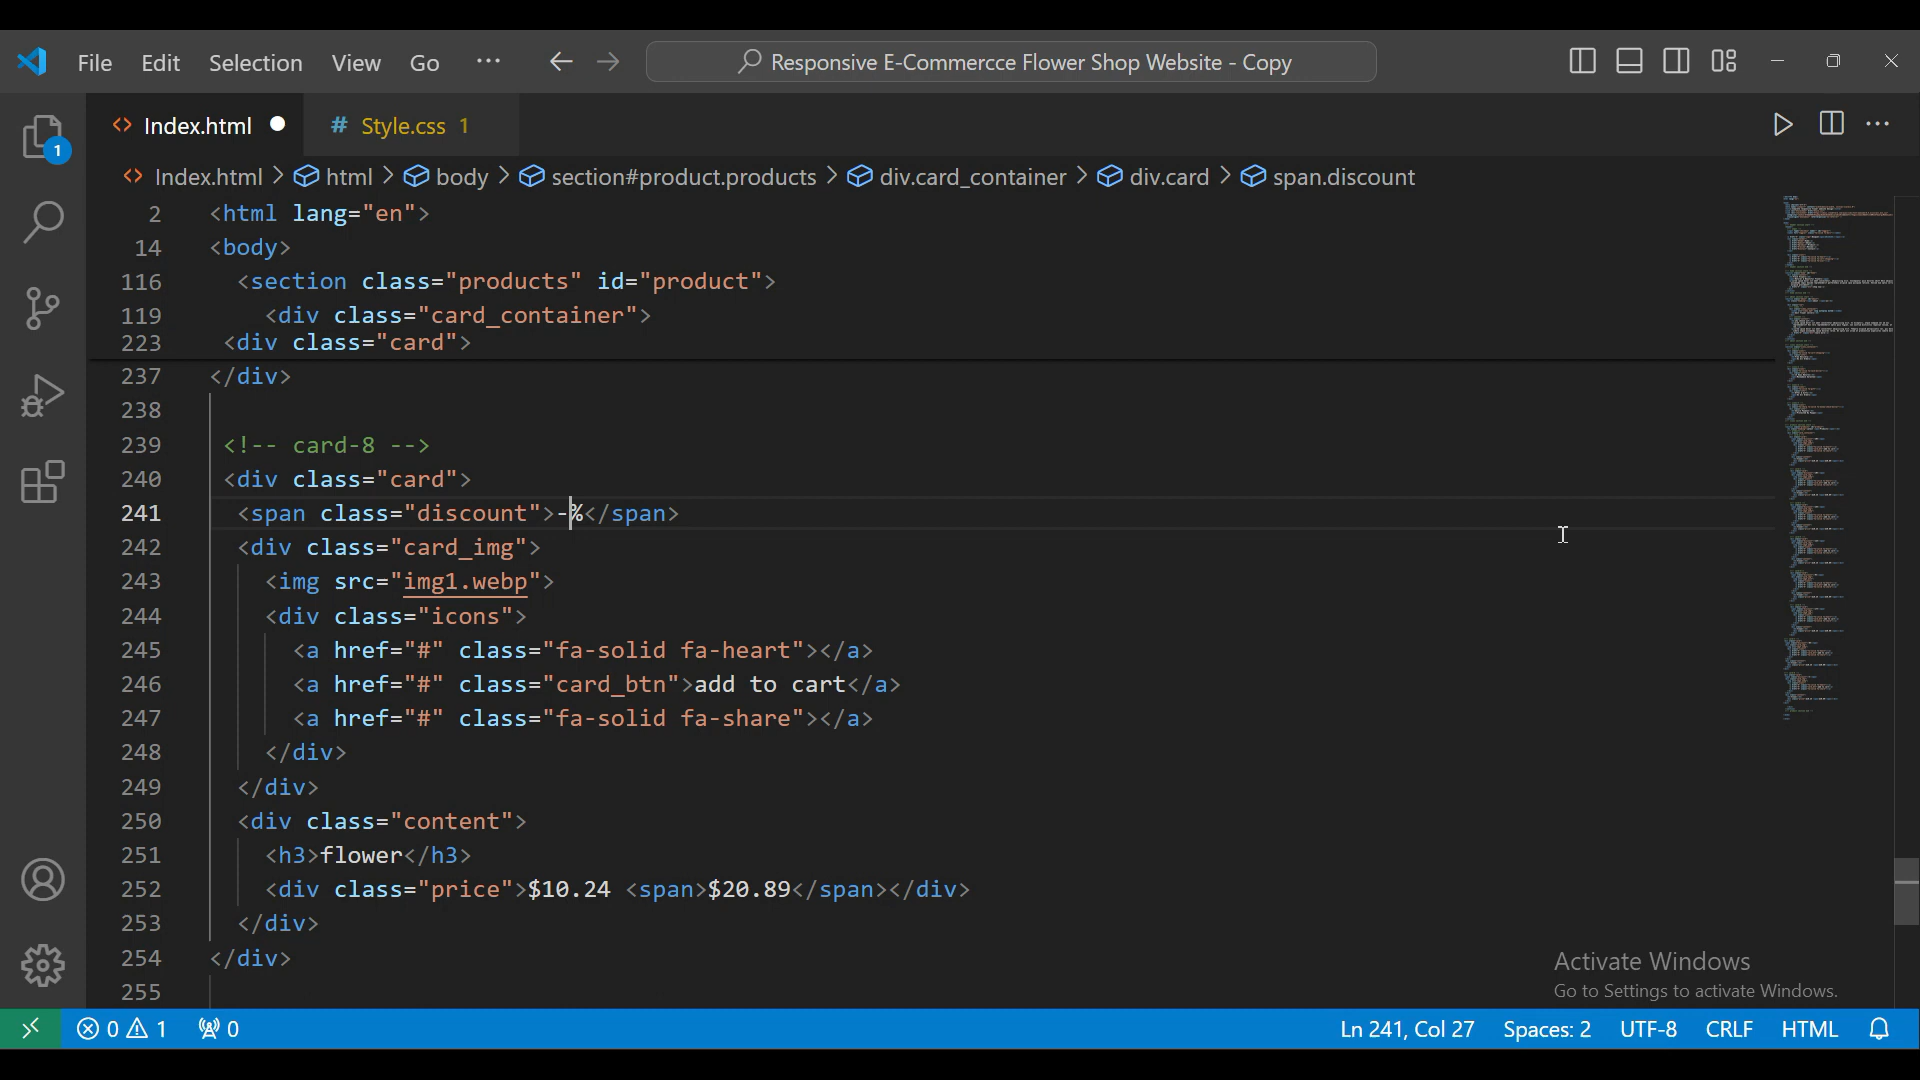 File Edit Selection View Go ··· Responsive E-Commercce Flower Shop Website - Copy
Index.html Style.css 1
1
Index.html > html > body > section#product.products > div.card_container > div.card > span.discount
2 <html lang="en">
14 <body>
116 <section class="products" id="product">
119 <div class="card_container">
223 <div class="card">
237 </div>
238
239 <!-- card-8 -->
240 <div class="card">
241 <span class="discount">-%</span>
242 <div class="card_img">
243 <img src="img1.webp">
244 <div class="icons">
245 <a href="#" class="fa-solid fa-heart"></a>
246 <a href="#" class="card_btn">add to cart</a>
247 <a href="#" class="fa-solid fa-share"></a>
248 </div>
249 </div>
250 <div class="content">
251 <h3>flower</h3>
252 <div class="price">$10.24 <span>$20.89</span></div>
253 </div>
254 </div>
255
Activate Windows
Go to Settings to activate Windows.
0 1 0 Ln 241, Col 27 Spaces: 2 UTF-8 CRLF HTML